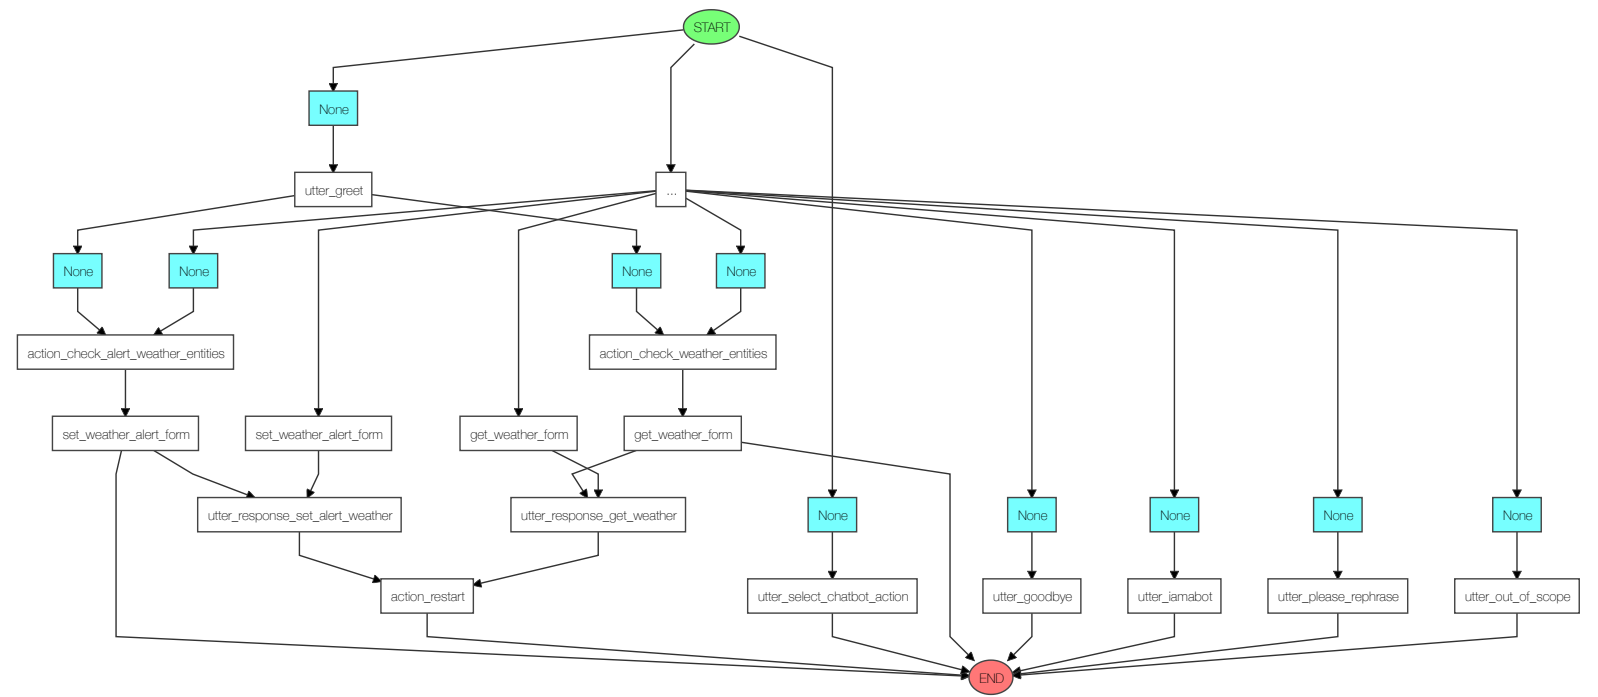 START
None
utter_greet
...
None
None
None
None
action_check_alert_weather_entities
action_check_weather_entities
set_weather_alert_form
set_weather_alert_form
get_weather_form
get_weather_form
utter_response_set_alert_weather
utter_response_get_weather
None
None
None
None
None
action_restart
utter_select_chatbot_action
utter_goodbye
utter_iamabot
utter_please_rephrase
utter_out_of_scope
END